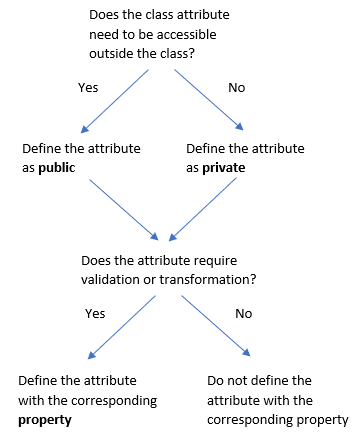 Does the class attribute
need to be accessible
outside the class?
Yes
No
Define the attribute
as public
Define the attribute
as private
Does the attribute require
validation or transformation?
Yes
No
Define the attribute
with the corresponding
property
Do not define the
attribute with the
corresponding property